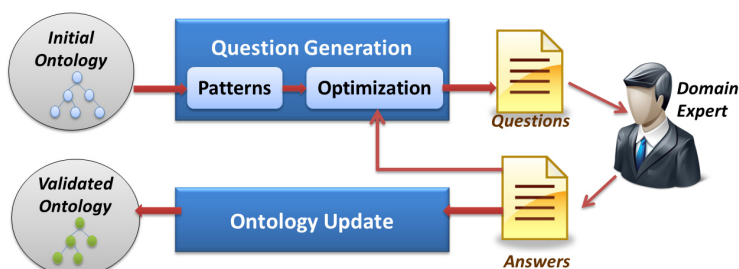 Initial
Ontology
Question Generation
Patterns
Optimization
Questions
Domain
Expert
Validated
Ontology
Ontology Update
Answers